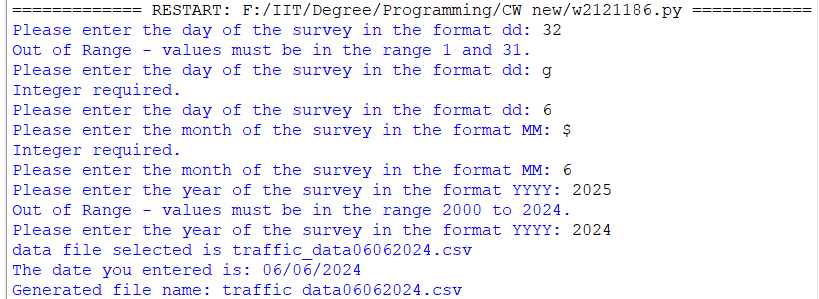 ============= RESTART: F:/IIT/Degree/Programming/CW new/w2121186.py ============
Please enter the day of the survey in the format dd: 32
Out of Range - values must be in the range 1 and 31.
Please enter the day of the survey in the format dd: g
Integer required.
Please enter the day of the survey in the format dd: 6
Please enter the month of the survey in the format MM: $
Integer required.
Please enter the month of the survey in the format MM: 6
Please enter the year of the survey in the format YYYY: 2025
Out of Range - values must be in the range 2000 to 2024.
Please enter the year of the survey in the format YYYY: 2024
data file selected is traffic_data06062024.csv
The date you entered is: 06/06/2024
Generated file name: traffic data06062024.csv